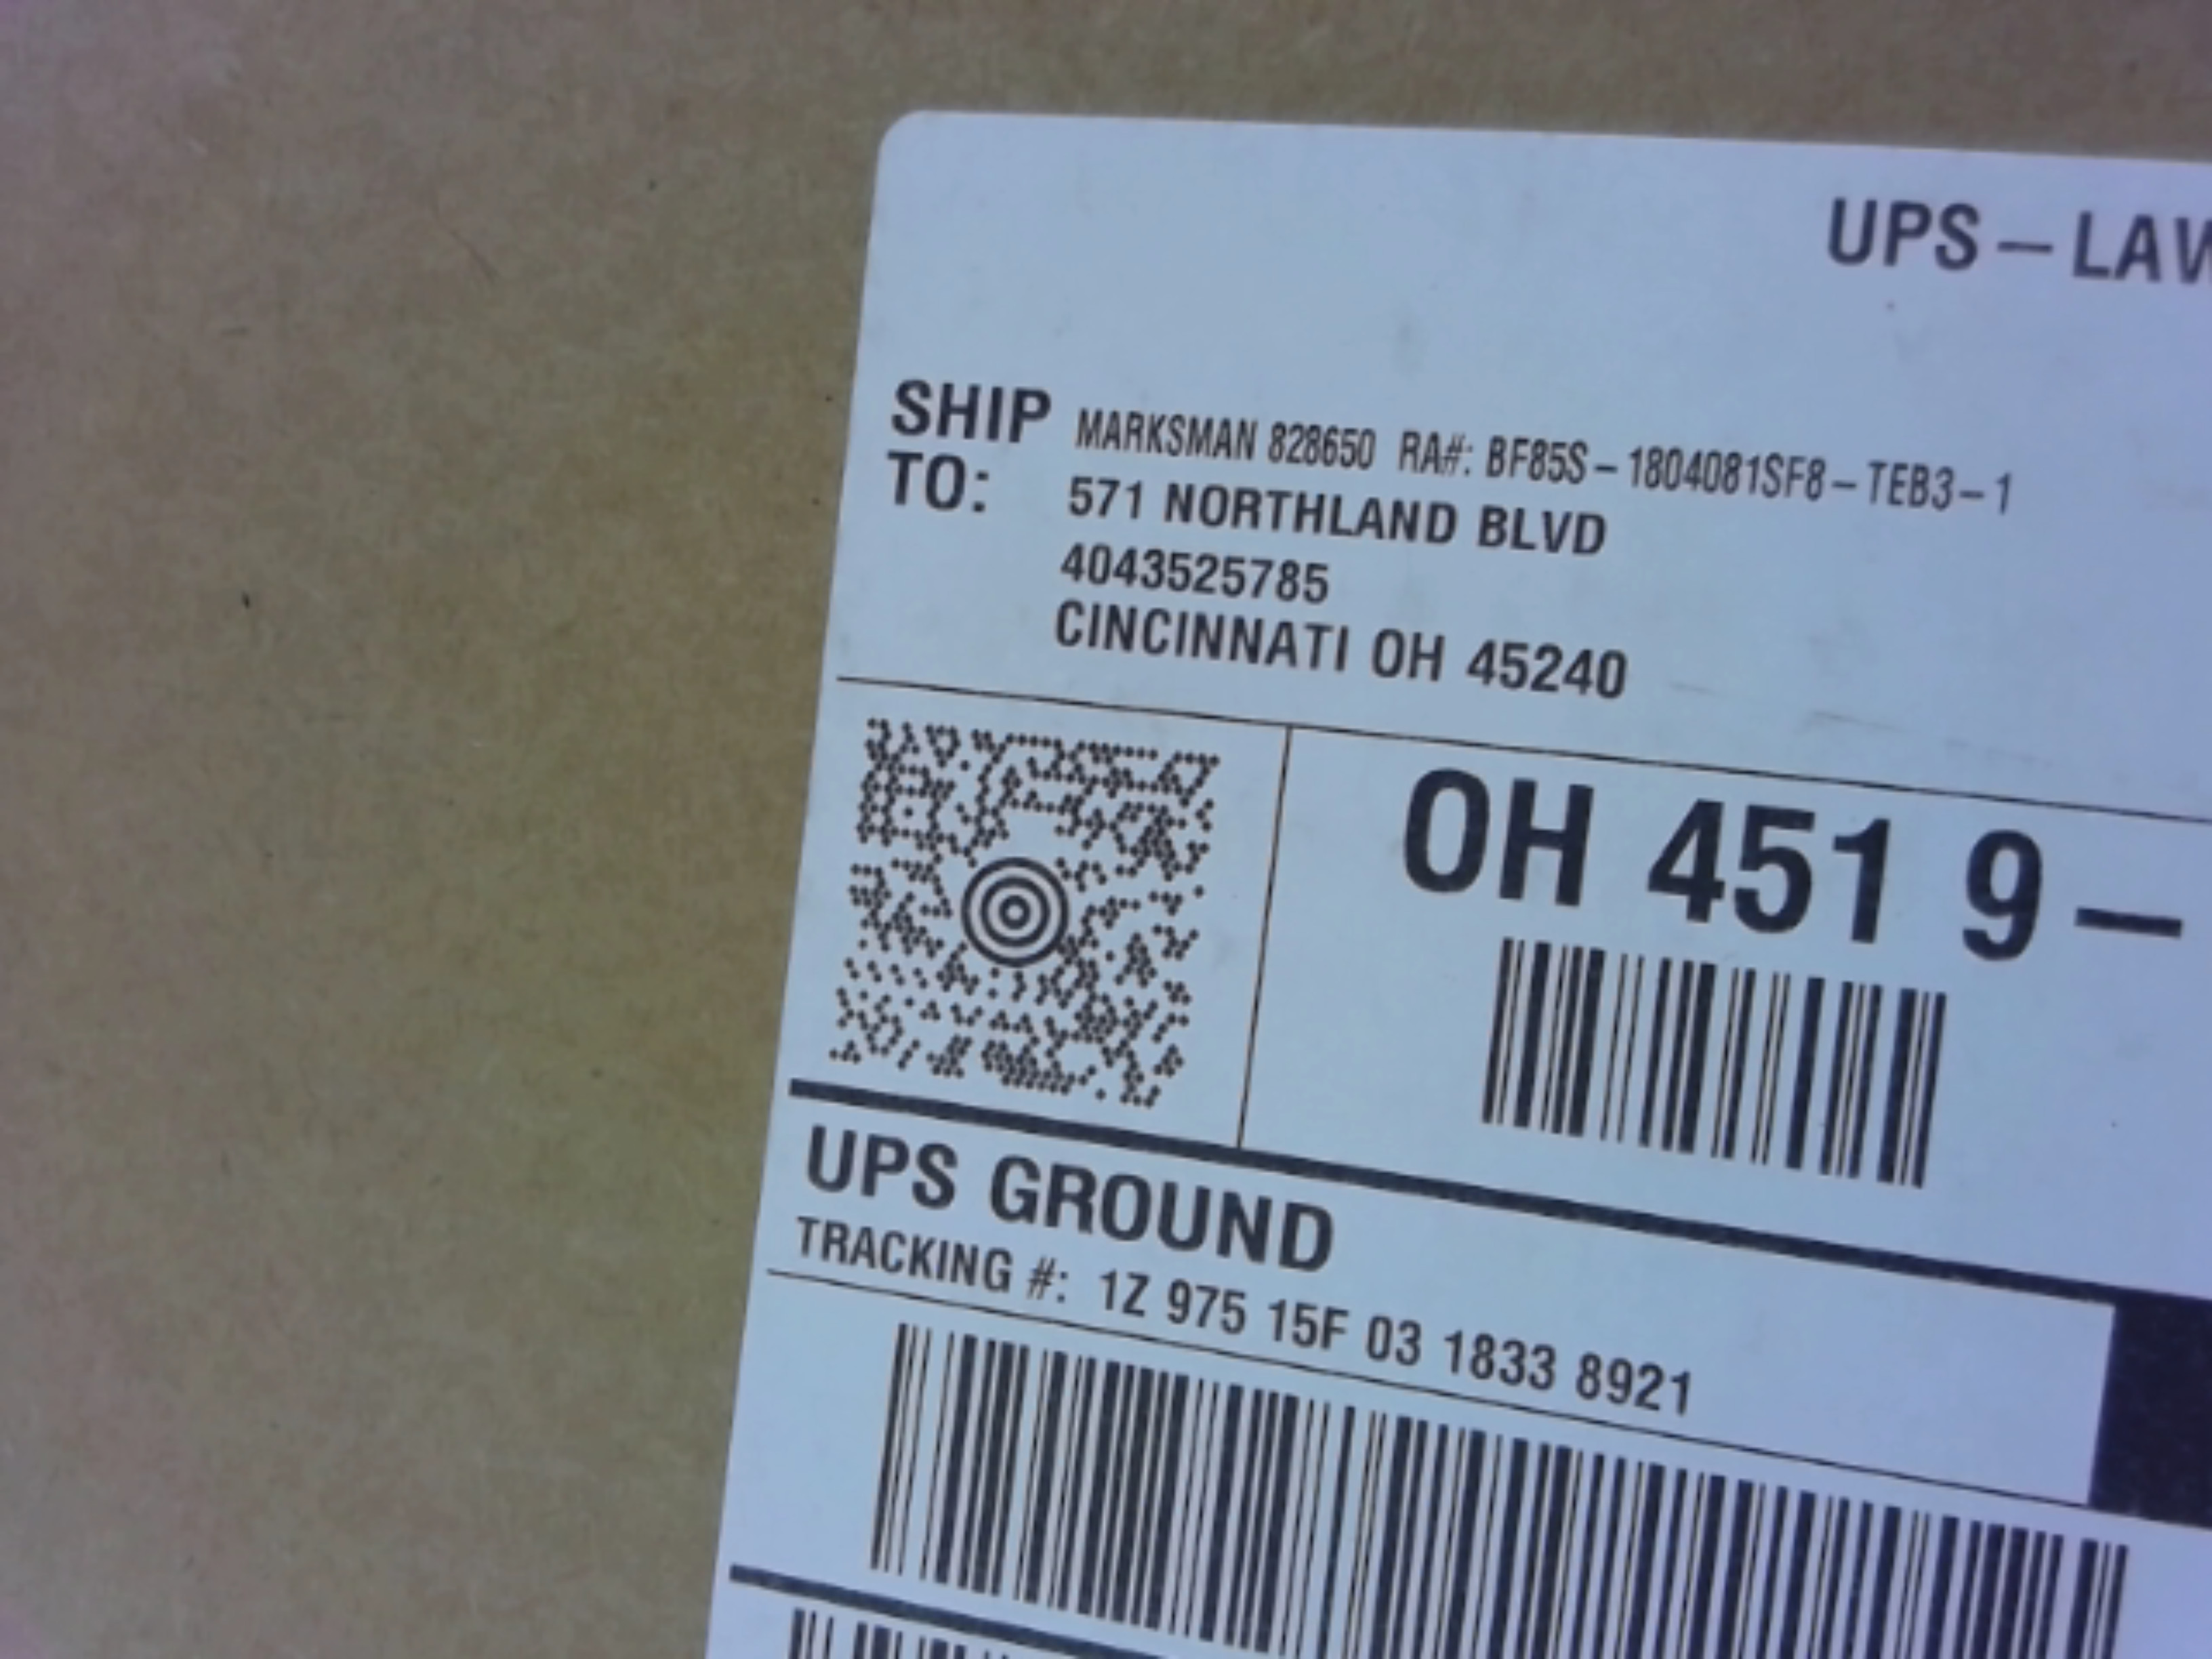 UPS – LAW
SHIP TO: MARKSMAN 828650 RA#: BF85S – 1804081SF8 – TEB3 – 1
571 NORTHLAND BLVD
4043525785
CINCINNATI OH 45240
OH 451 9 –
UPS GROUND
TRACKING #: 1Z 975 15F 03 1833 8921